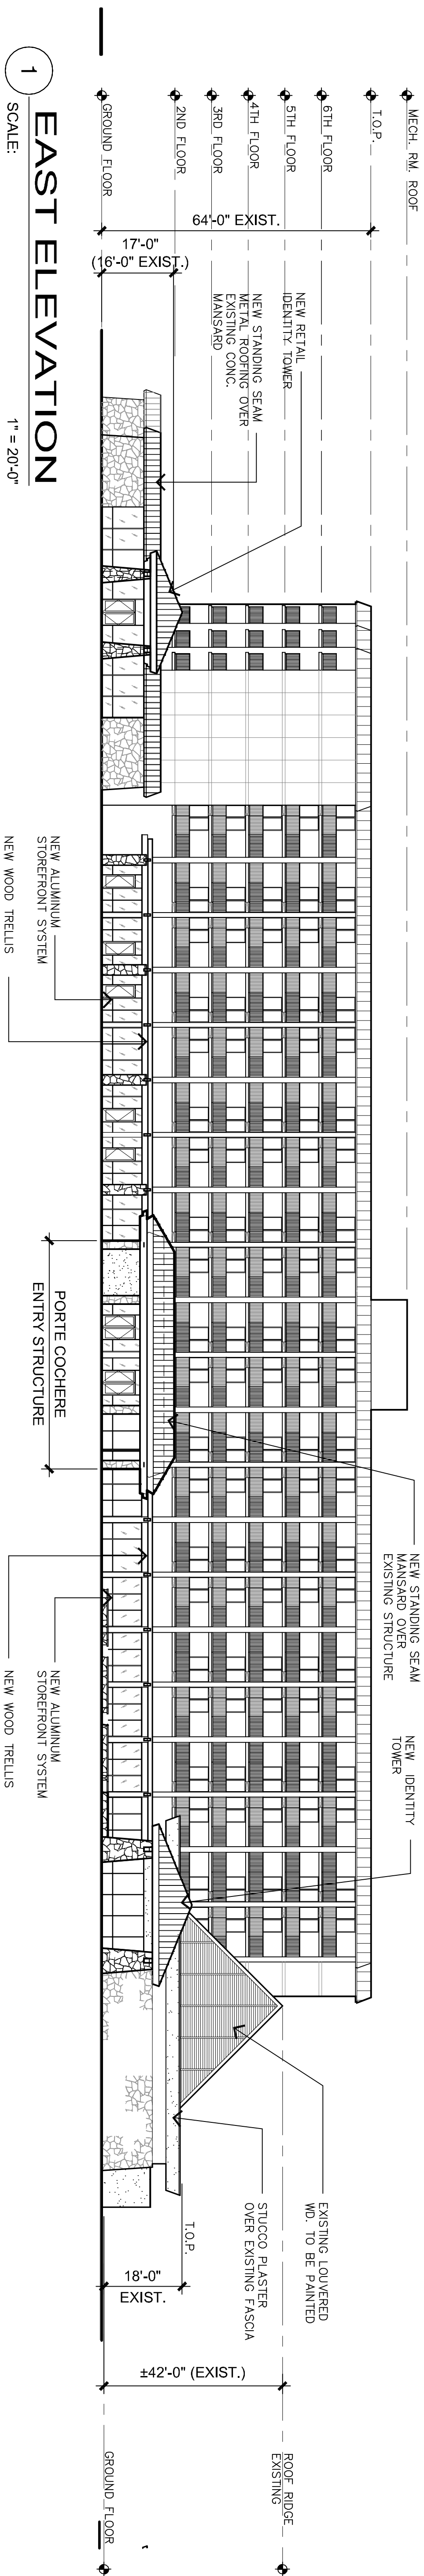 MECH. RM. ROOF
T.O.P.
6TH FLOOR
5TH FLOOR
4TH FLOOR
3RD FLOOR
2ND FLOOR
GROUND FLOOR
64'-0" EXIST.
17'-0"
(16'-0" EXIST.)
NEW RETAIL
IDENTITY TOWER
NEW STANDING SEAM
METAL ROOFING OVER
EXISTING CONC.
MANSARD
NEW STANDING SEAM
MANSARD OVER
EXISTING STRUCTURE
NEW IDENTITY
TOWER
EXISTING LOUVERED
WD. TO BE PAINTED
STUCCO PLASTER
OVER EXISTING FASCIA
T.O.P.
18'-0"
EXIST.
±42'-0" (EXIST.)
ROOF RIDGE
EXISTING
GROUND FLOOR
NEW ALUMINUM
STOREFRONT SYSTEM
NEW WOOD TRELLIS
PORTE COCHERE
ENTRY STRUCTURE
NEW ALUMINUM
STOREFRONT SYSTEM
NEW WOOD TRELLIS
1
EAST ELEVATION
SCALE: 1" = 20'-0"